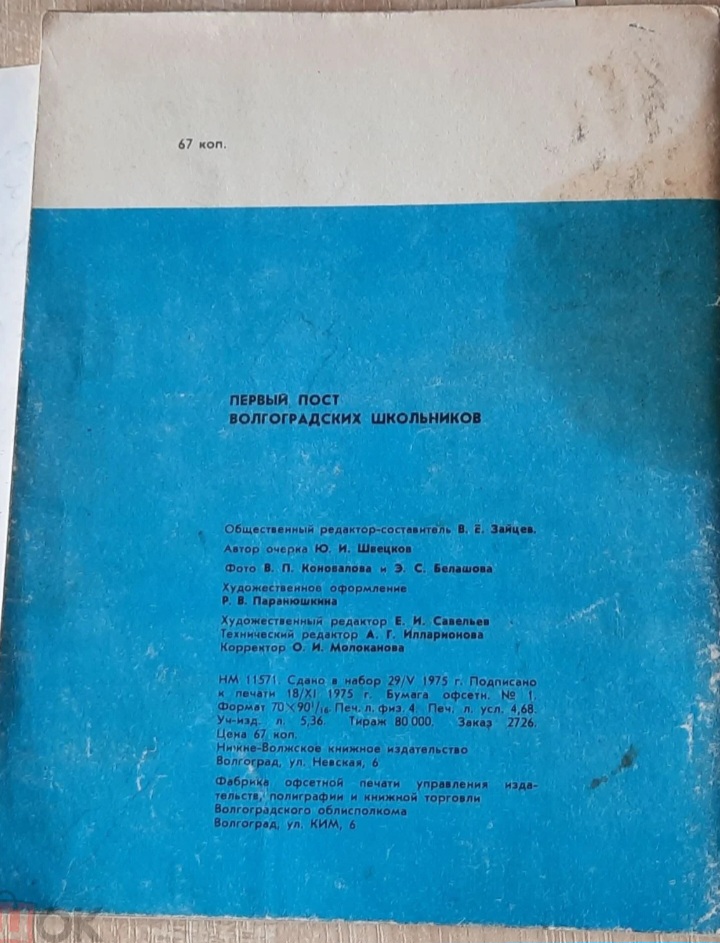 67 коп.
ПЕРВЫЙ ПОСТ
ВОЛГОГРАДСКИХ ШКОЛЬНИКОВ
Общественный редактор-составитель В. Е. Зайцев.
Автор очерка Ю. И. Швецков
Фото В. П. Коновалова и Э. С. Белашова
Художественное оформление
Р. В. Паранюшкина
Художественный редактор Е. И. Савельев
Технический редактор А. Г. Илларионова
Корректор О. И. Молоканова
НМ 11571. Сдано в набор 29/V 1975 г. Подписано
к печати 18/XI 1975 г. Бумага офсетн. № 1.
Формат 70×90 1/16. Печ. л. физ. 4. Печ. л. усл. 4,68.
Уч-изд. л. 5,36. Тираж 80 000. Заказ 2726.
Цена 67 коп.
Нижне-Волжское книжное издательство
Волгоград, ул. Невская, 6
Фабрика офсетной печати управления изда-
тельств, полиграфии и книжной торговли
Волгоградского облисполкома
Волгоград, ул. КИМ, 6